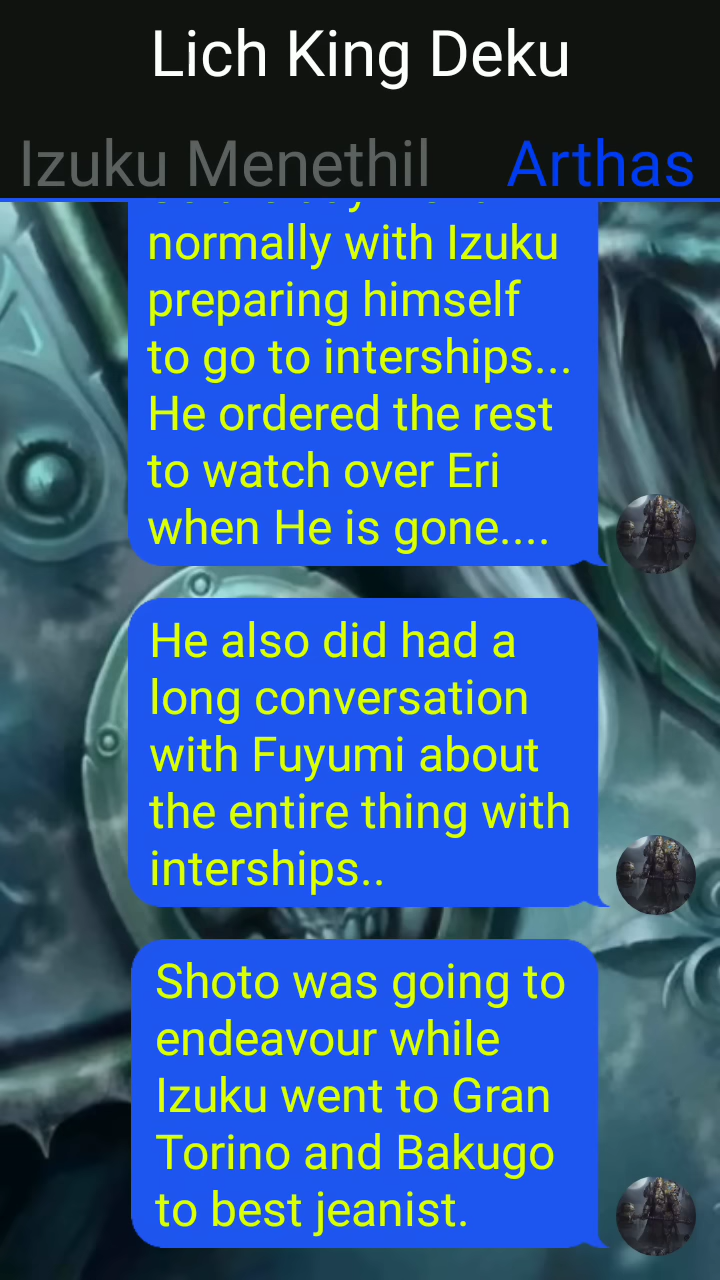 Lich King Deku
Izuku Menethil Arthas
normally with Izuku
preparing himself
to go to interships...
He ordered the rest
to watch over Eri
when He is gone....
He also did had a
long conversation
with Fuyumi about
the entire thing with
interships..
Shoto was going to
endeavour while
Izuku went to Gran
Torino and Bakugo
to best jeanist.